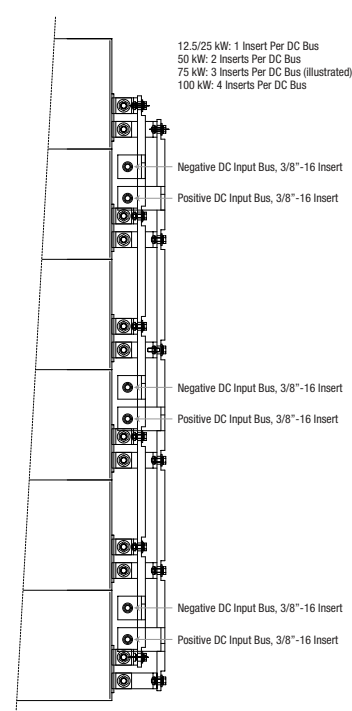 12.5/25 kW: 1 Insert Per DC Bus
50 kW: 2 Inserts Per DC Bus
75 kW: 3 Inserts Per DC Bus (illustrated)
100 kW: 4 Inserts Per DC Bus
Negative DC Input Bus, 3/8"-16 Insert
Positive DC Input Bus, 3/8"-16 Insert
Negative DC Input Bus, 3/8"-16 Insert
Positive DC Input Bus, 3/8"-16 Insert
Negative DC Input Bus, 3/8"-16 Insert
Positive DC Input Bus, 3/8"-16 Insert